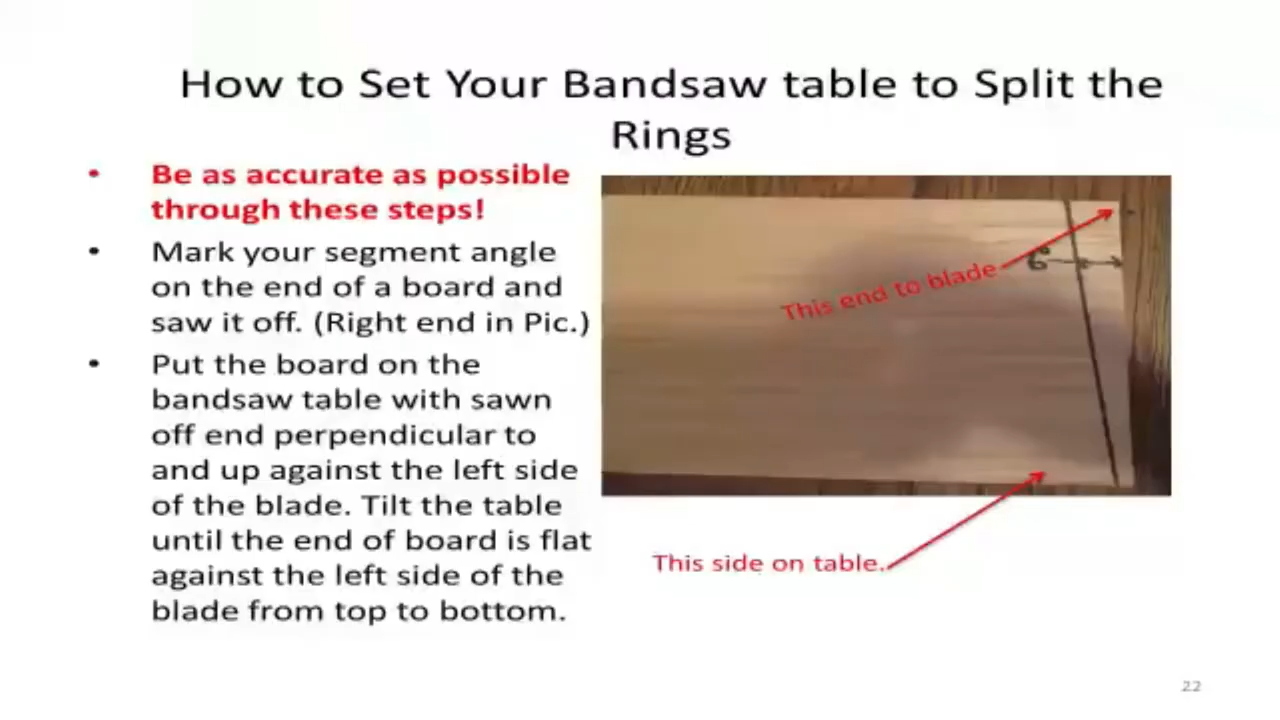 How to Set Your Bandsaw table to Split the
Rings
• Be as accurate as possible
through these steps!
• Mark your segment angle
on the end of a board and
saw it off. (Right end in Pic.)
• Put the board on the
bandsaw table with sawn
off end perpendicular to
and up against the left side
of the blade. Tilt the table
until the end of board is flat
against the left side of the
blade from top to bottom.
6°
This end to blade
This side on table.
22